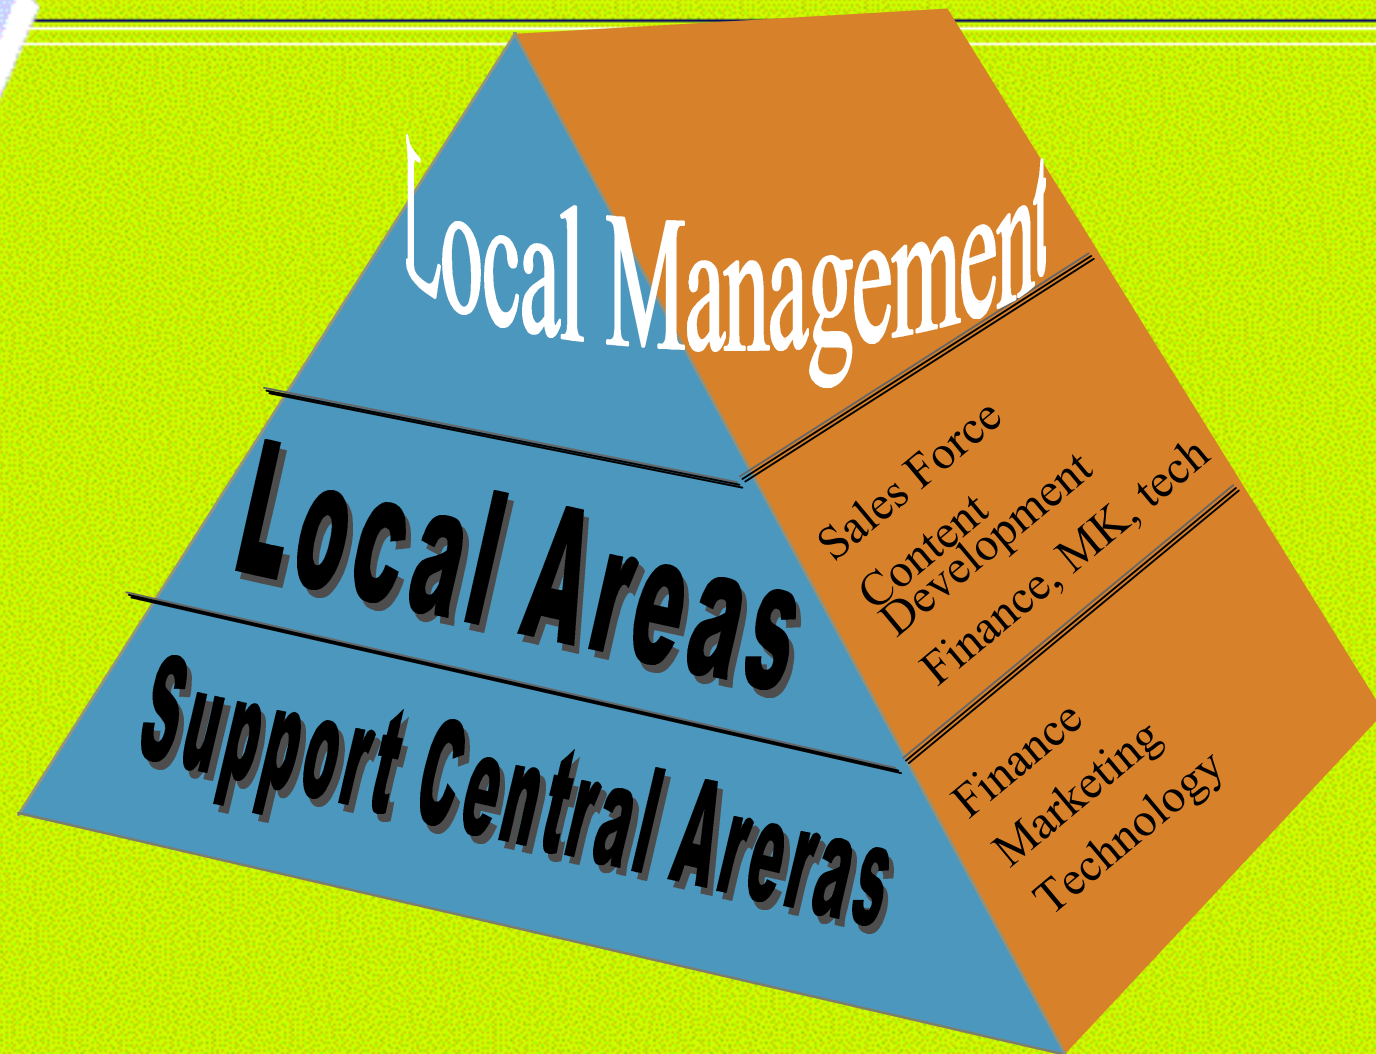 Local Management
Local Areas
Sales Force
Content
Development
Finance, MK, tech
Support Central Areras
Finance
Marketing
Technology